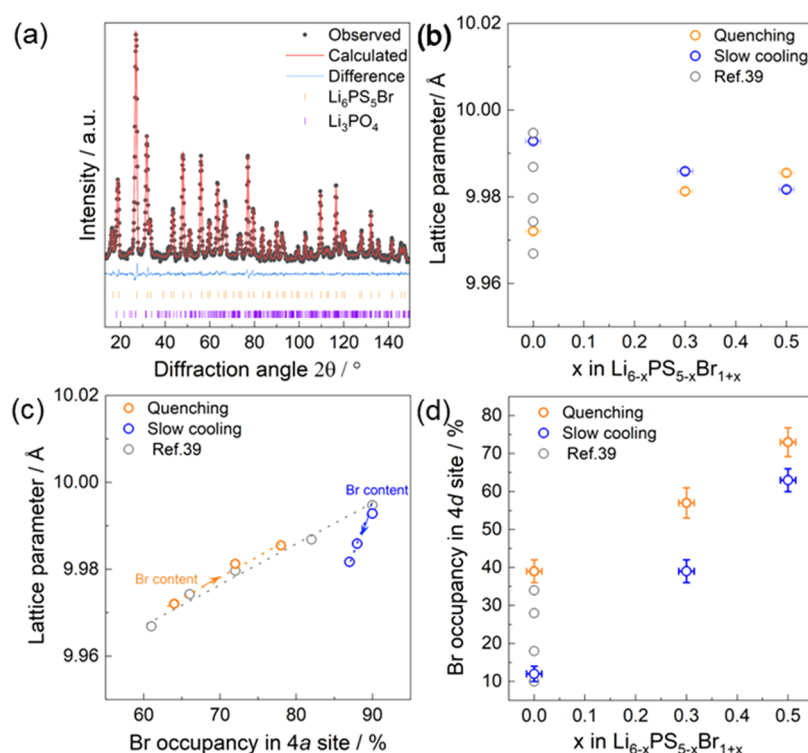 (a)
Observed
Calculated
Difference
Li₆PS₅Br
Li₃PO₄
Intensity / a.u.
20 40 60 80 100 120 140
Diffraction angle 2θ / °
(b)
Quenching
Slow cooling
Ref.39
Lattice parameter/ Å
10.02
10.00
9.98
9.96
0.0 0.1 0.2 0.3 0.4 0.5
x in Li₆₋ₓPS₅₋ₓBr₁₊ₓ
(c)
Quenching
Slow cooling
Ref.39
Br content
Br content
Lattice parameter / Å
10.02
10.00
9.98
9.96
60 70 80 90
Br occupancy in 4a site / %
(d)
Quenching
Slow cooling
Ref.39
Br occupancy in 4d site / %
80
70
60
50
40
30
20
10
0.0 0.1 0.2 0.3 0.4 0.5
x in Li₆₋ₓPS₅₋ₓBr₁₊ₓ